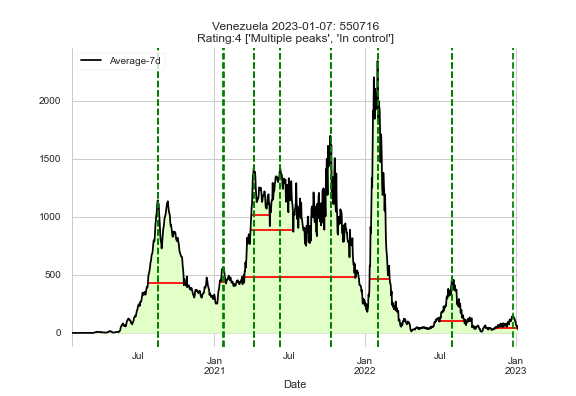 Venezuela 2023-01-07: 550716
Rating:4 ['Multiple peaks', 'In control']
Average-7d
2000
1500
1000
500
0
Jul
Jan
2021
Jul
Jan
2022
Jul
Jan
2023
Date